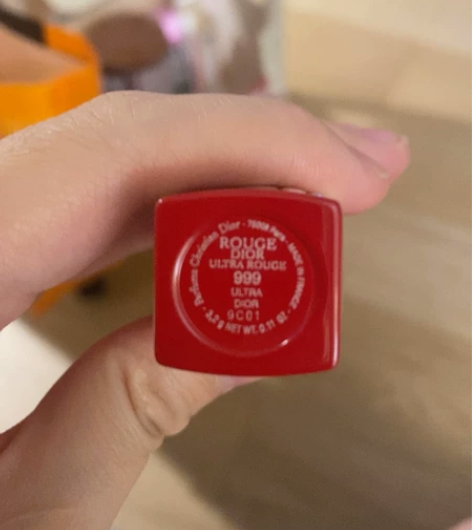 Parfums Christian Dior - 75008 Paris - MADE IN FRANCE -
ROUGE
DIOR
ULTRA ROUGE
999
ULTRA
DIOR
9C01
3,2 g NET WT. 0.11 OZ -